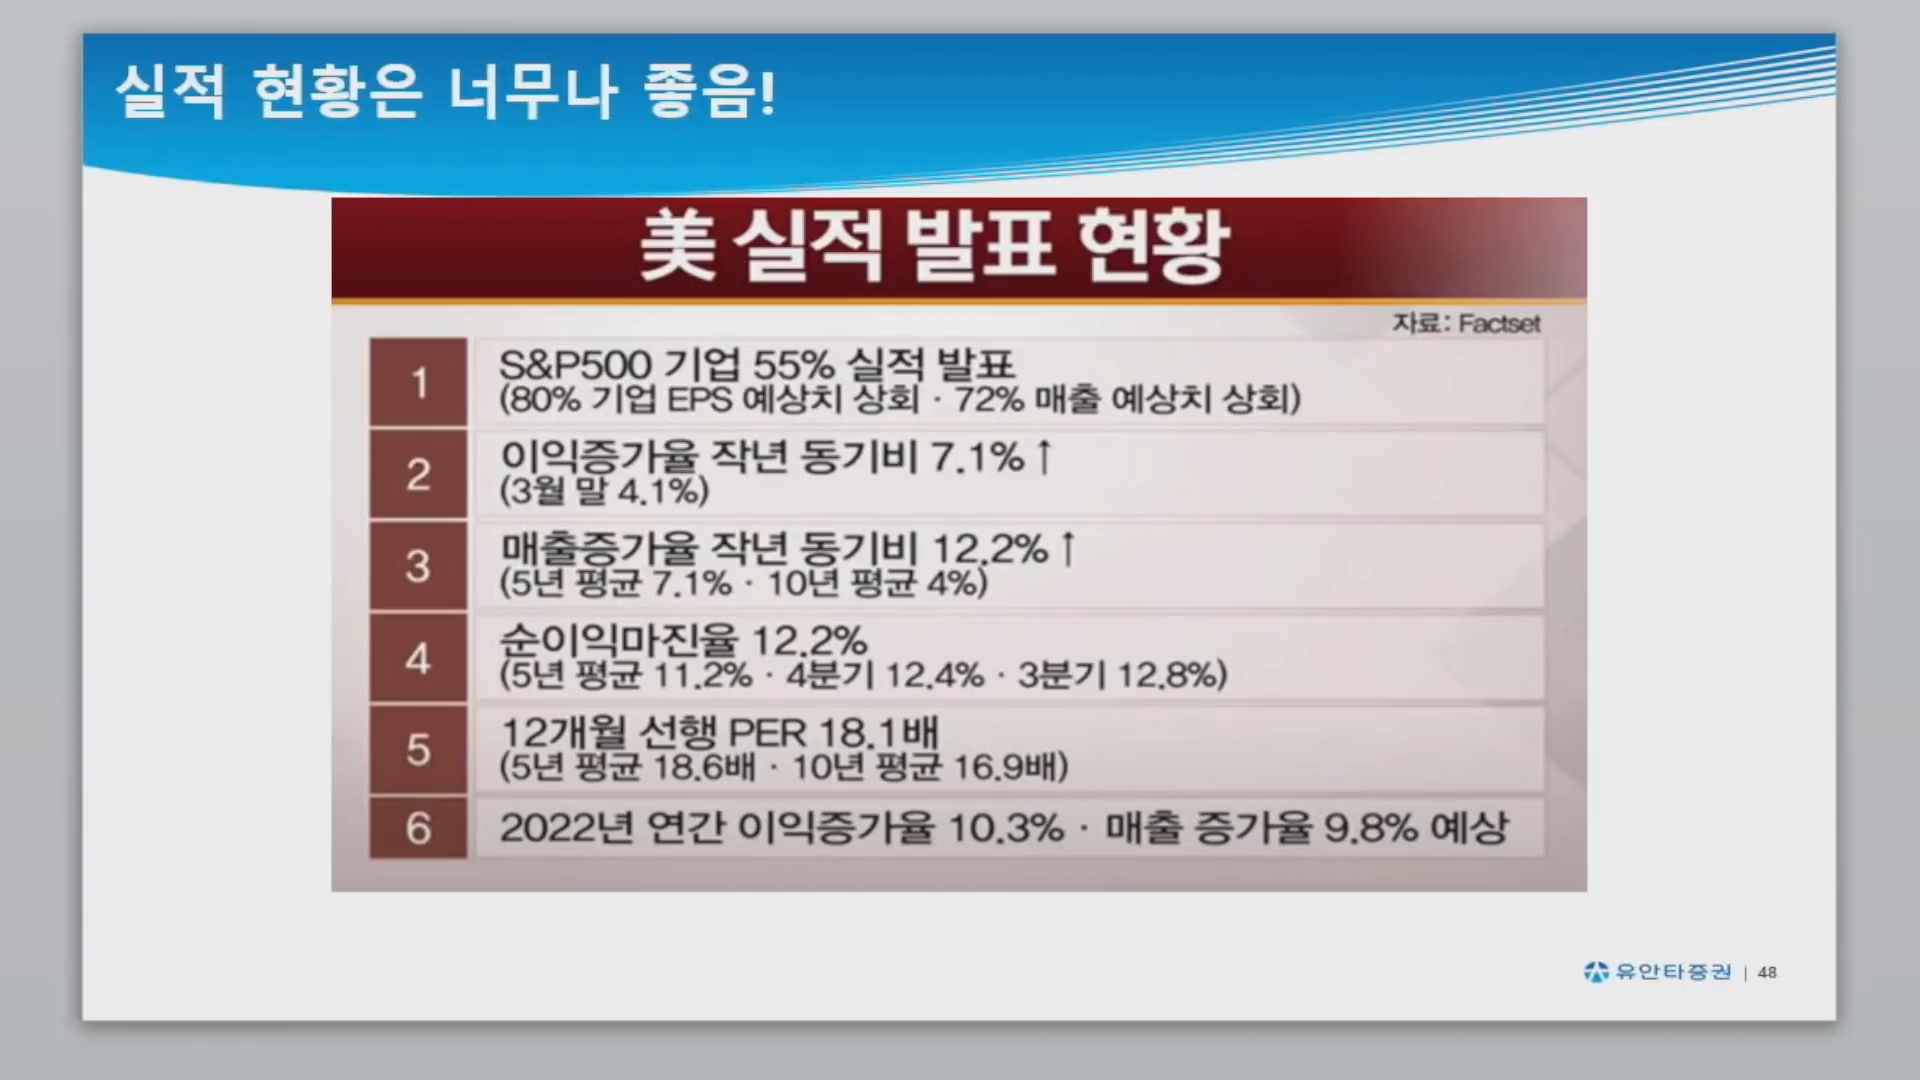 실적 현황은 너무나 좋음!
美 실적 발표 현황
자료: Factset
1
S&P500 기업 55% 실적 발표
(80% 기업 EPS 예상치 상회 · 72% 매출 예상치 상회)
2
이익증가율 작년 동기비 7.1% ↑
(3월 말 4.1%)
3
매출증가율 작년 동기비 12.2% ↑
(5년 평균 7.1% · 10년 평균 4%)
4
순이익마진율 12.2%
(5년 평균 11.2% · 4분기 12.4% · 3분기 12.8%)
5
12개월 선행 PER 18.1배
(5년 평균 18.6배 · 10년 평균 16.9배)
6
2022년 연간 이익증가율 10.3% · 매출 증가율 9.8% 예상
유안타증권 | 48